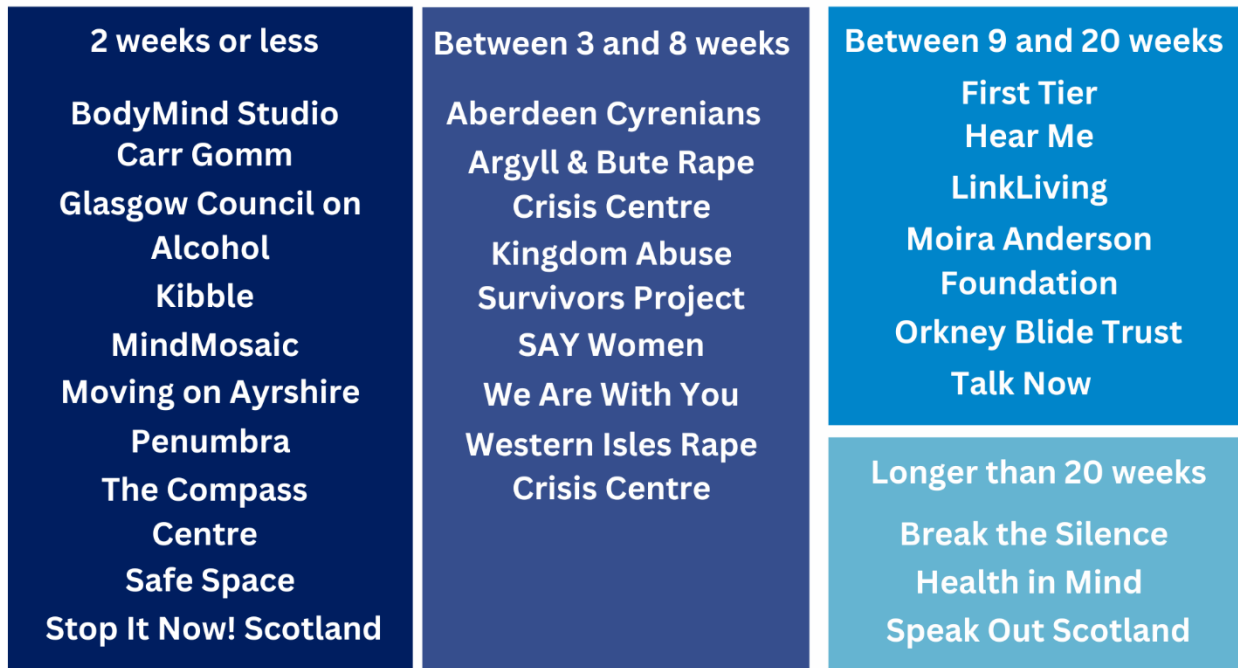 2 weeks or less
BodyMind Studio
Carr Gomm
Glasgow Council on
Alcohol
Kibble
MindMosaic
Moving on Ayrshire
Penumbra
The Compass
Centre
Safe Space
Stop It Now! Scotland
Between 3 and 8 weeks
Aberdeen Cyrenians
Argyll & Bute Rape
Crisis Centre
Kingdom Abuse
Survivors Project
SAY Women
We Are With You
Western Isles Rape
Crisis Centre
Between 9 and 20 weeks
First Tier
Hear Me
LinkLiving
Moira Anderson
Foundation
Orkney Blide Trust
Talk Now
Longer than 20 weeks
Break the Silence
Health in Mind
Speak Out Scotland